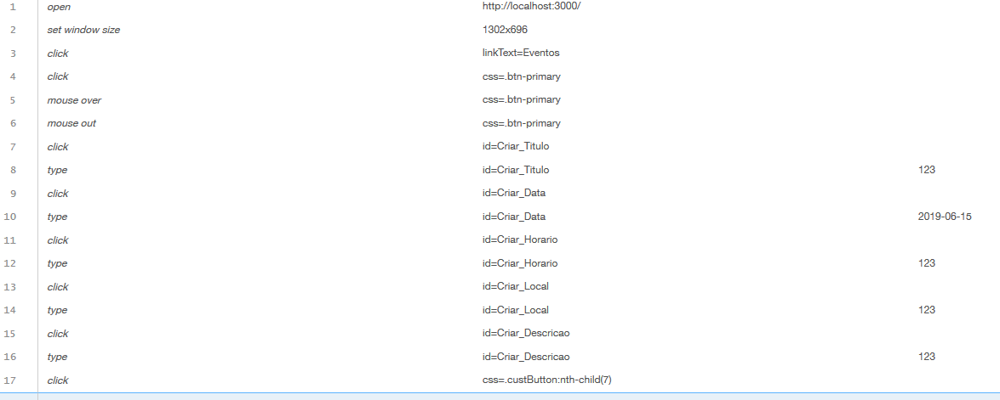 1 open http://localhost:3000/
2 set window size 1302x696
3 click linkText=Eventos
4 click css=.btn-primary
5 mouse over css=.btn-primary
6 mouse out css=.btn-primary
7 click id=Criar_Titulo
8 type id=Criar_Titulo 123
9 click id=Criar_Data
10 type id=Criar_Data 2019-06-15
11 click id=Criar_Horario
12 type id=Criar_Horario 123
13 click id=Criar_Local
14 type id=Criar_Local 123
15 click id=Criar_Descricao
16 type id=Criar_Descricao 123
17 click css=.custButton:nth-child(7)